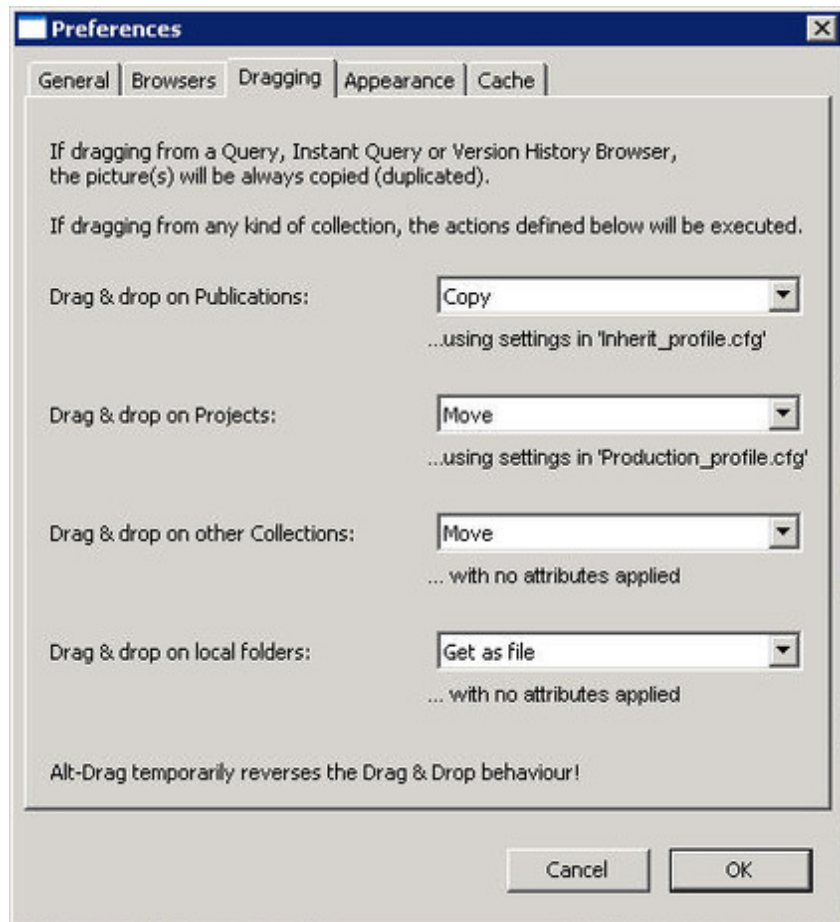 Preferences
General Browsers Dragging Appearance Cache
If dragging from a Query, Instant Query or Version History Browser,
the picture(s) will be always copied (duplicated).
If dragging from any kind of collection, the actions defined below will be executed.
Drag & drop on Publications: Copy
...using settings in 'Inherit_profile.cfg'
Drag & drop on Projects: Move
...using settings in 'Production_profile.cfg'
Drag & drop on other Collections: Move
... with no attributes applied
Drag & drop on local folders: Get as file
... with no attributes applied
Alt-Drag temporarily reverses the Drag & Drop behaviour!
Cancel OK